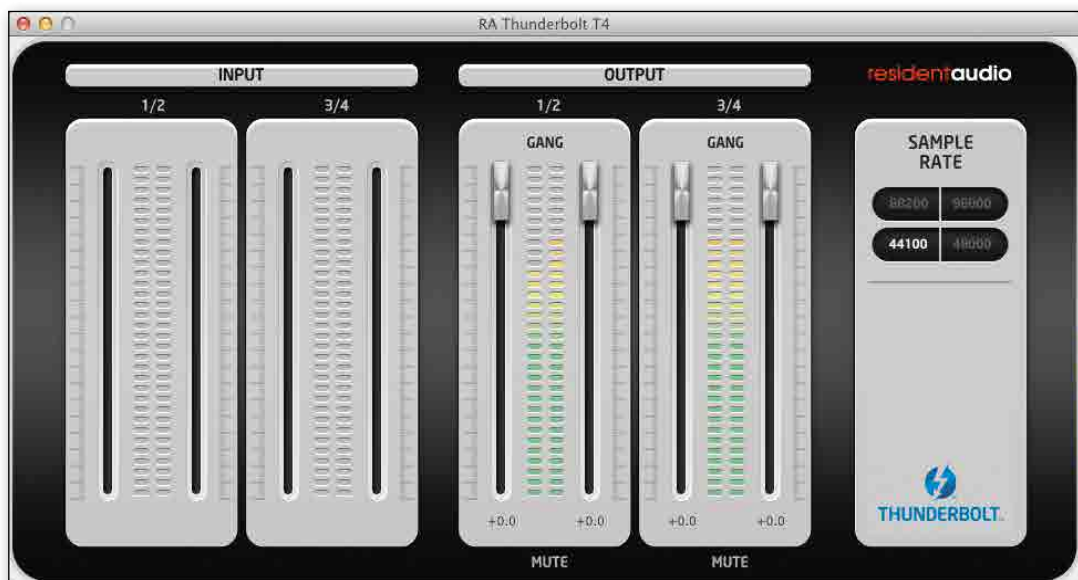 RA Thunderbolt T4
INPUT
OUTPUT
residentaudio
1/2
3/4
1/2
3/4
GANG
GANG
SAMPLE
RATE
88200 96000
44100 48000
+0.0 +0.0
+0.0 +0.0
THUNDERBOLT™
MUTE
MUTE